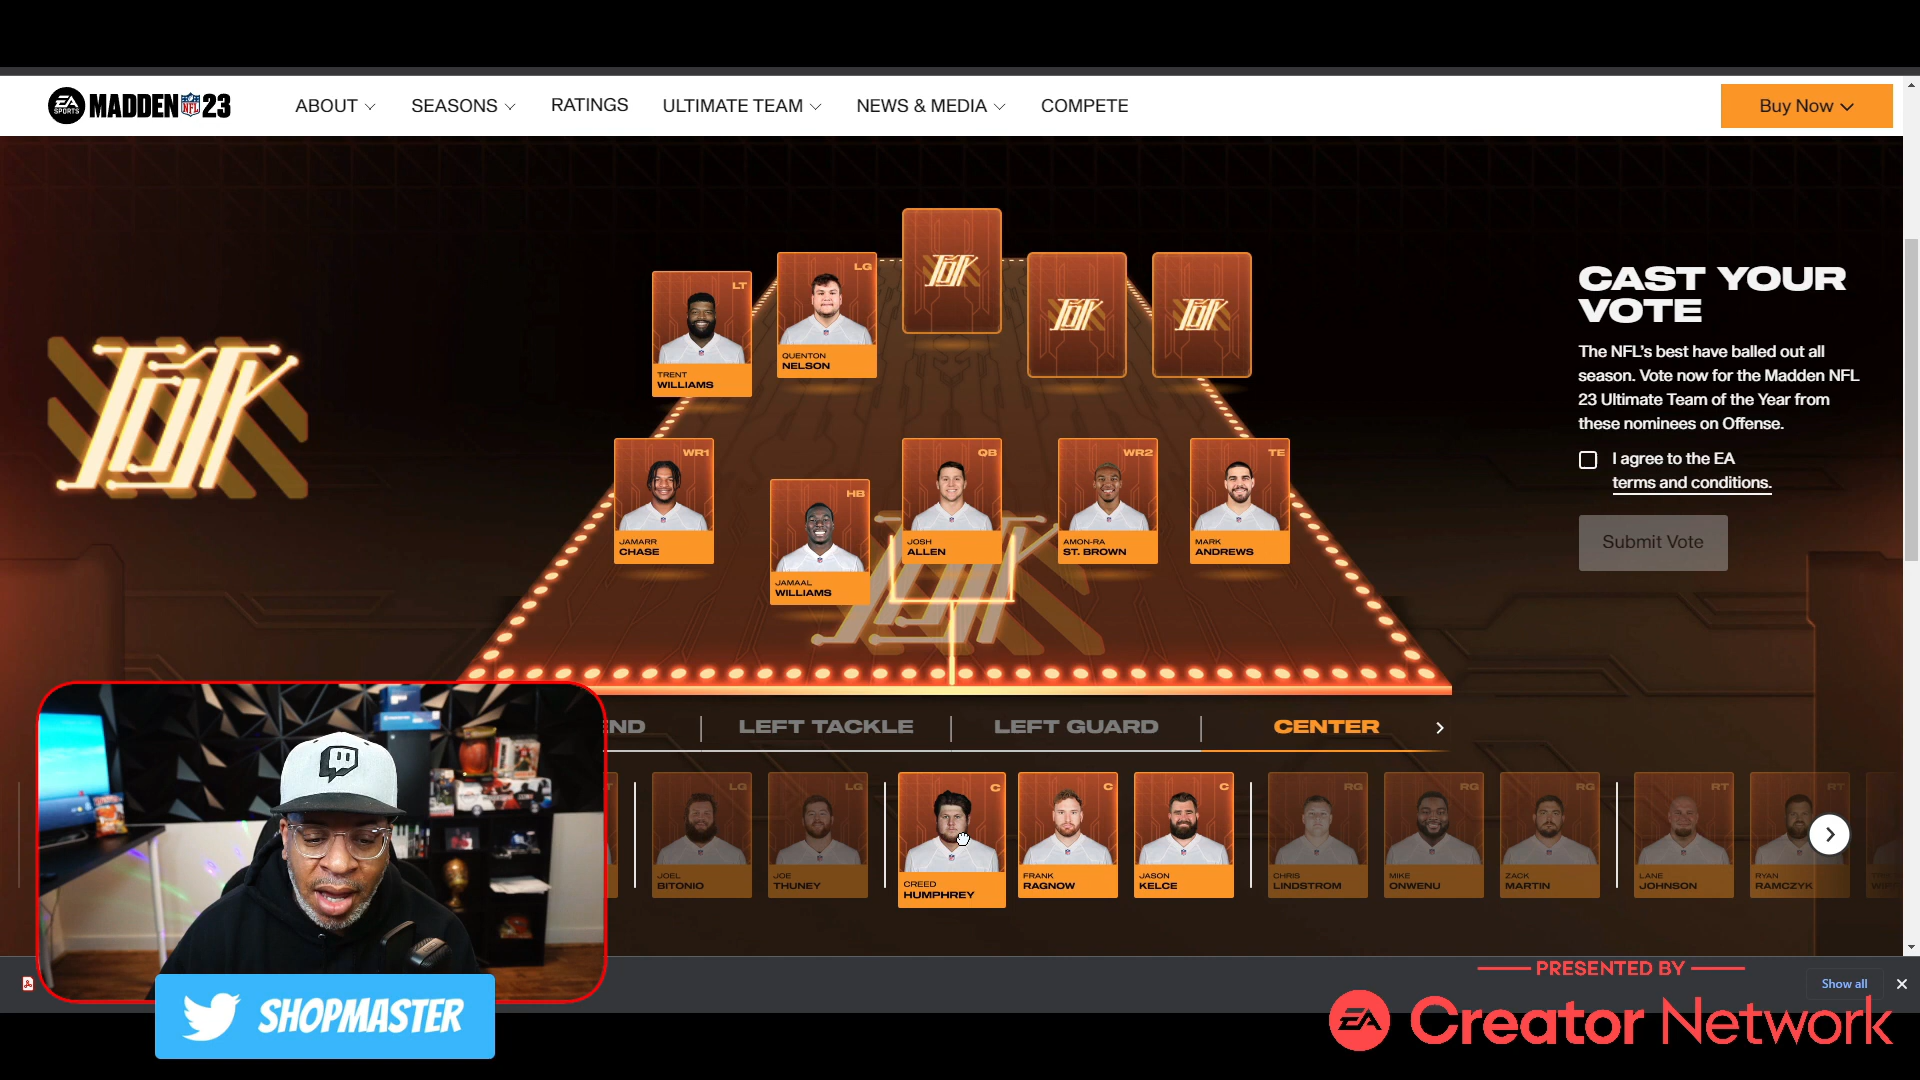 EA SPORTS MADDEN NFL 23
ABOUT
SEASONS
RATINGS
ULTIMATE TEAM
NEWS & MEDIA
COMPETE
Buy Now
LT
TRENT
WILLIAMS
LG
QUENTON
NELSON
WR1
JAMARR
CHASE
HB
JAMAAL
WILLIAMS
QB
JOSH
ALLEN
WR2
AMON-RA
ST. BROWN
TE
MARK
ANDREWS
CAST YOUR
VOTE
The NFL's best have balled out all
season. Vote now for the Madden NFL
23 Ultimate Team of the Year from
these nominees on Offense.
I agree to the EA
terms and conditions.
Submit Vote
LEFT TACKLE
LEFT GUARD
CENTER
LG
JOEL
BITONIO
LG
JOE
THUNEY
C
CREED
HUMPHREY
C
FRANK
RAGNOW
C
JASON
KELCE
RG
CHRIS
LINDSTROM
RG
MIKE
ONWENU
RG
ZACK
MARTIN
RT
LANE
JOHNSON
RT
RYAN
RAMCZYK
SHOPMASTER
PRESENTED BY
EA Creator Network
Show all